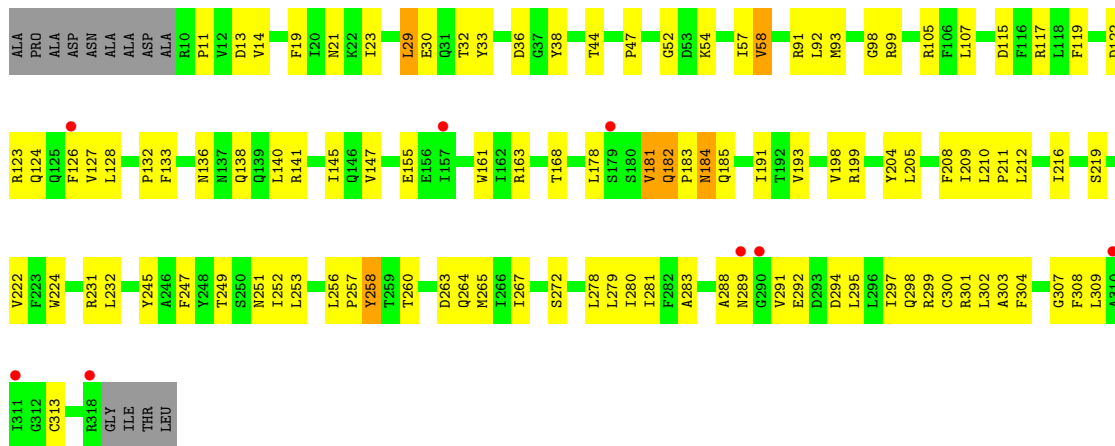 ALA PRO ALA ASP ASN ALA ALA ASP ALA R10 P11 V12 D13 V14 F19 I20 N21 K22 I23 L29 E30 Q31 T32 Y33 D36 G37 Y38 T44 P47 G52 D53 K54 I57 V58 R91 L92 M93 G98 R99 R105 F106 L107 D115 F116 R117 L118 F119
R123 Q124 Q125 F126 V127 L128 P132 F133 N136 N137 Q138 Q139 L140 R141 I145 Q146 V147 E155 E156 I157 W161 I162 R163 T168 L178 S179 S180 V181 Q182 P183 N184 Q185 I191 T192 V193 V198 R199 Y204 L205 F208 I209 L210 P211 L212 I216 S219
V222 F223 W224 R231 L232 Y245 A246 F247 Y248 T249 S250 N251 I252 L253 L256 P257 Y258 T259 T260 D263 Q264 M265 I266 I267 S272 L278 L279 I280 I281 F282 A283 A288 N289 G290 V291 E292 D293 D294 L295 L296 I297 Q298 R299 C300 R301 L302 A303 F304 G307 F308 L309 A310
I311 G312 C313 R318 GLY ILE THR LEU